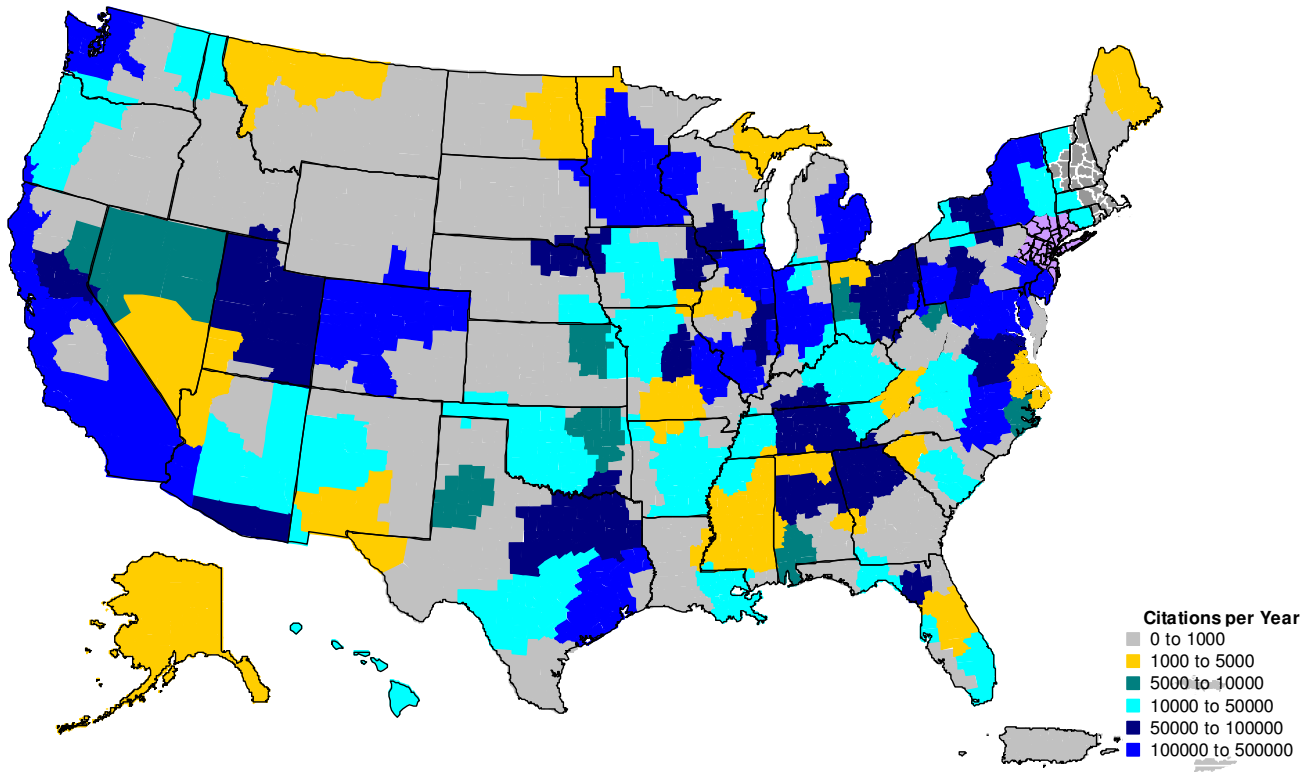 Citations per Year
0 to 1000
1000 to 5000
5000 to 10000
10000 to 50000
50000 to 100000
100000 to 500000